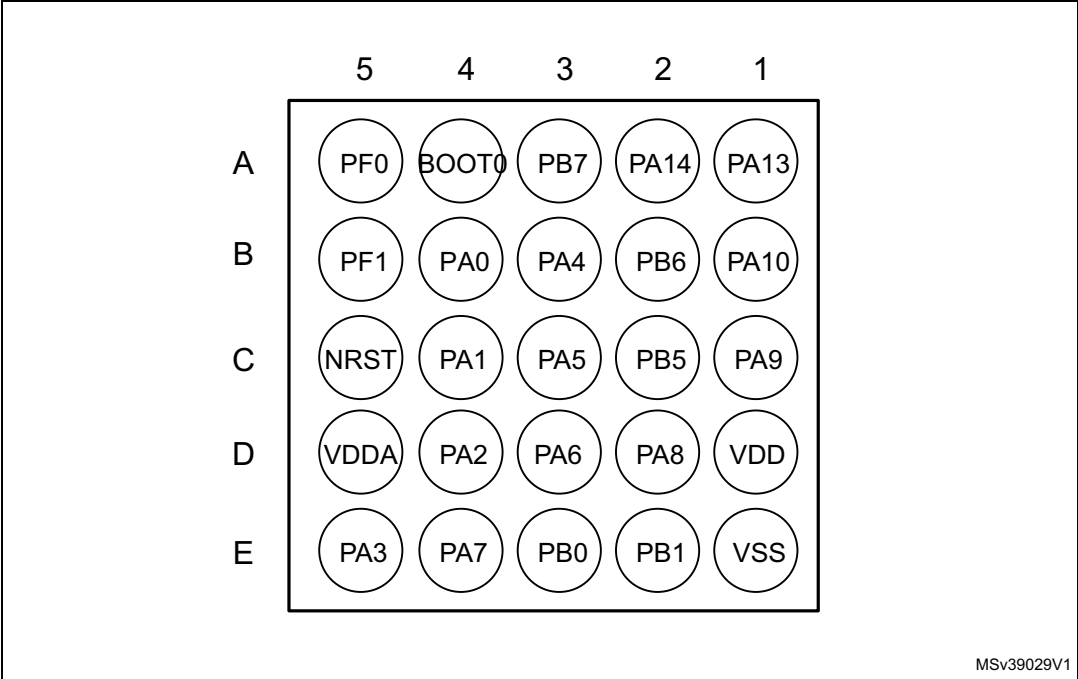 5 4 3 2 1
A PF0 BOOT0 PB7 PA14 PA13
B PF1 PA0 PA4 PB6 PA10
C NRST PA1 PA5 PB5 PA9
D VDDA PA2 PA6 PA8 VDD
E PA3 PA7 PB0 PB1 VSS
MSv39029V1